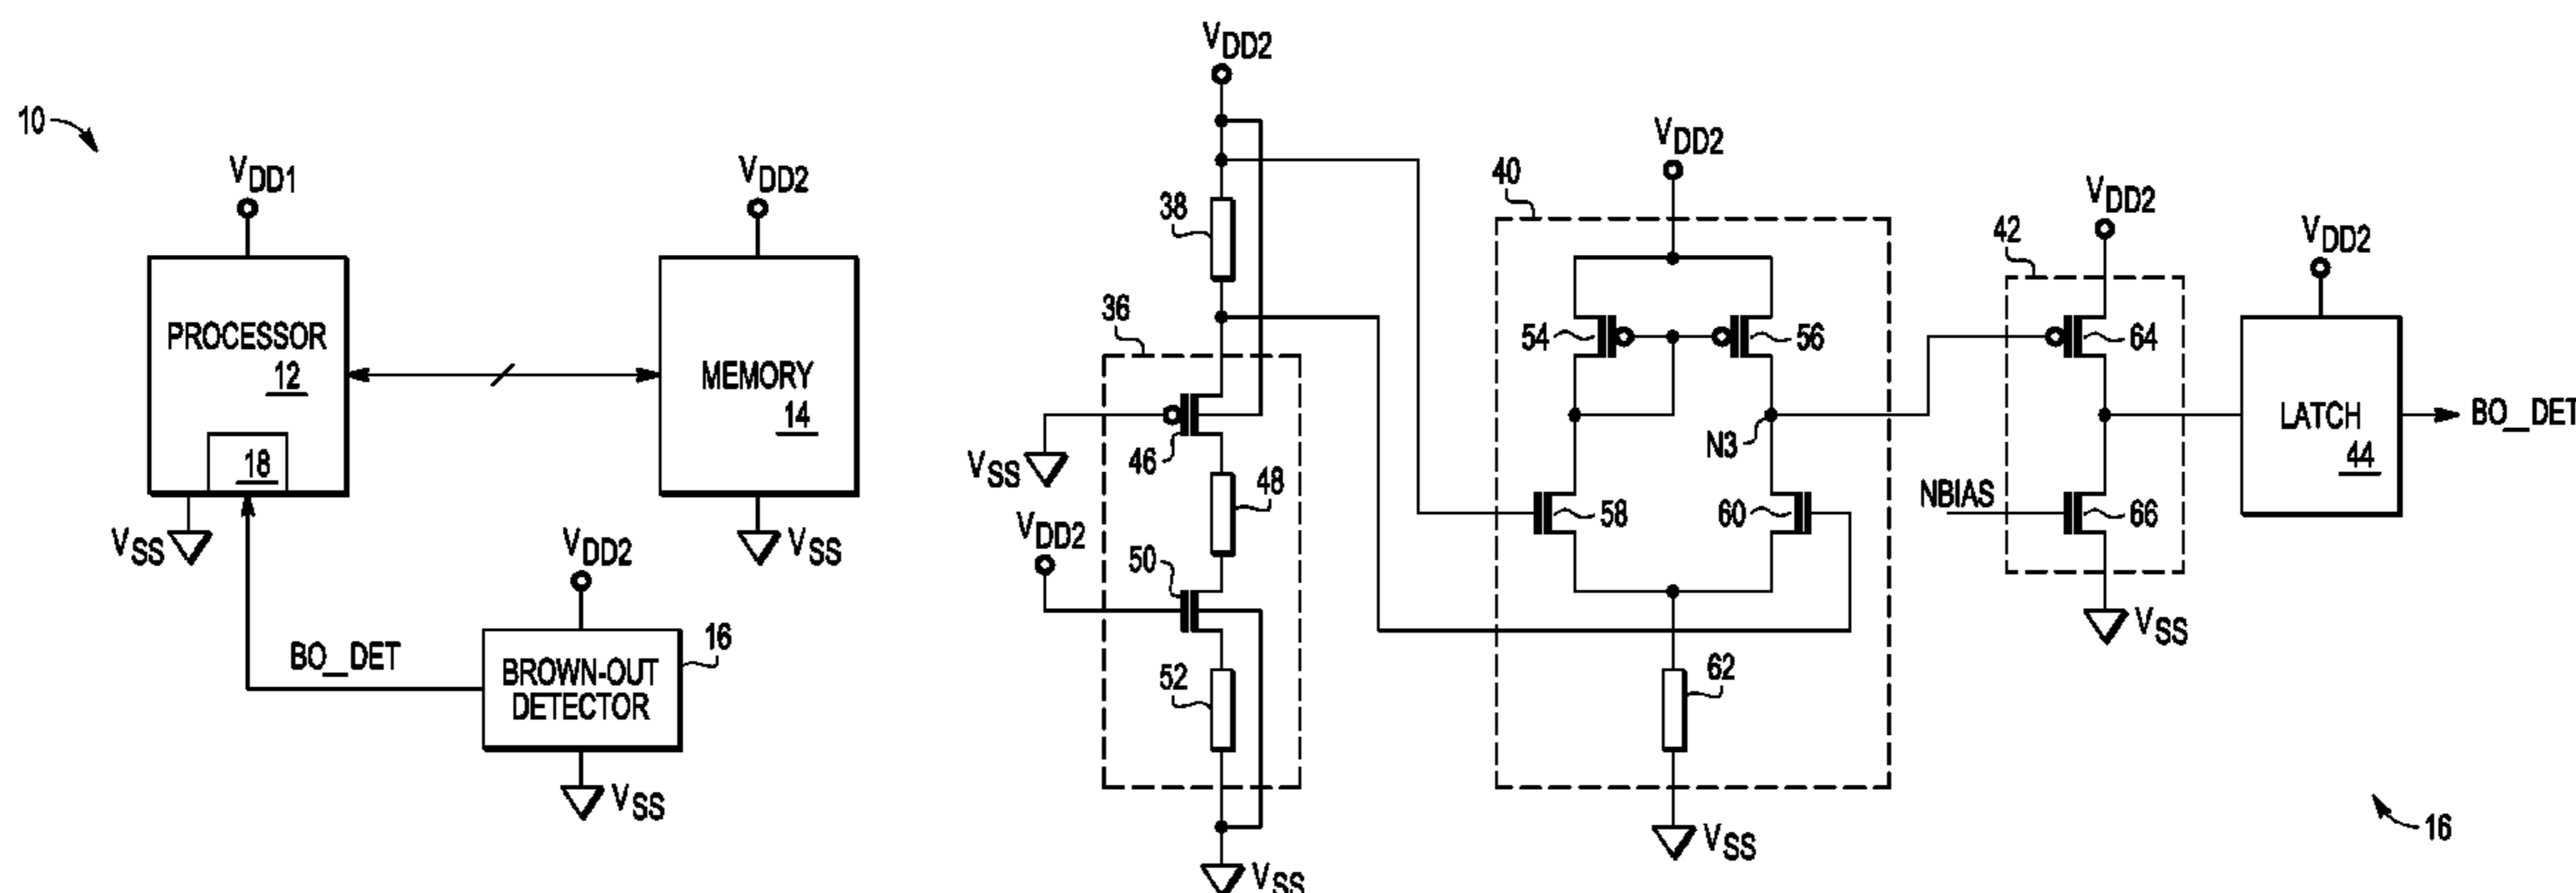 10
VDD1
VDD2
PROCESSOR
12
MEMORY
14
18
VSS
VSS
VDD2
BO_DET
BROWN-OUT
DETECTOR
16
VSS
VDD2
38
36
VSS
46
48
VDD2
50
52
VSS
VDD2
40
54
56
N3
58
60
62
VSS
VDD2
42
64
NBIAS
66
VSS
VDD2
LATCH
44
BO_DET
16